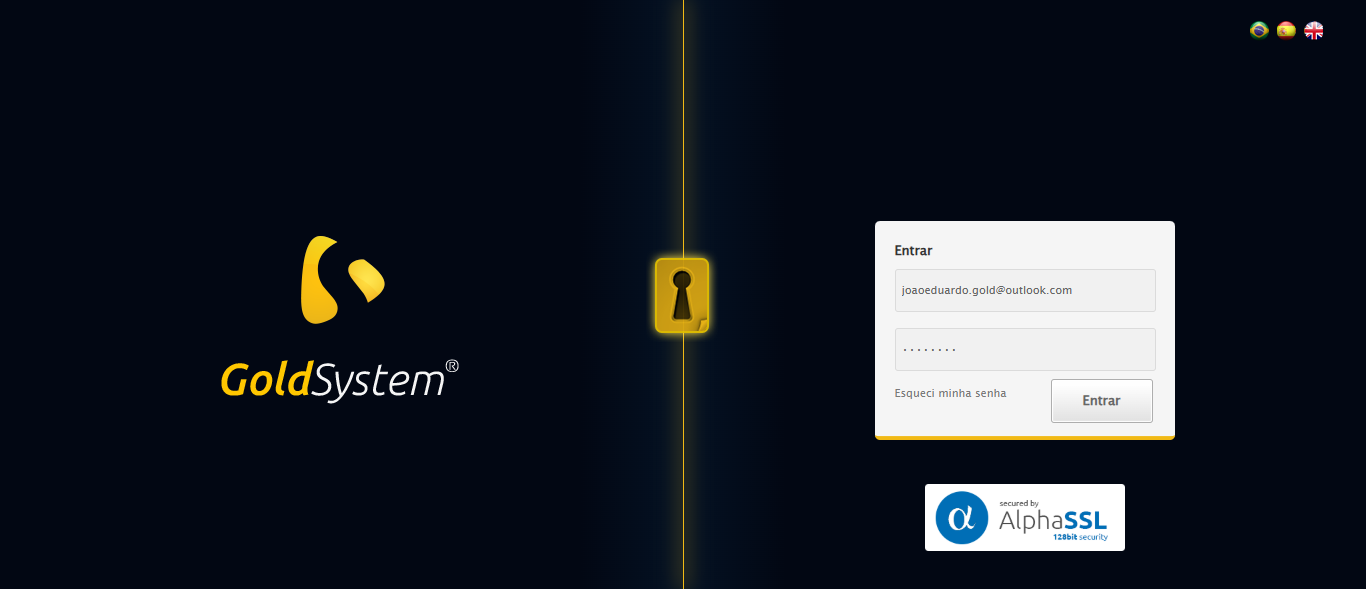 GoldSystem®
Entrar
joaoeduardo.gold@outlook.com
........
Esqueci minha senha
Entrar
α
secured by
AlphaSSL
128bit security